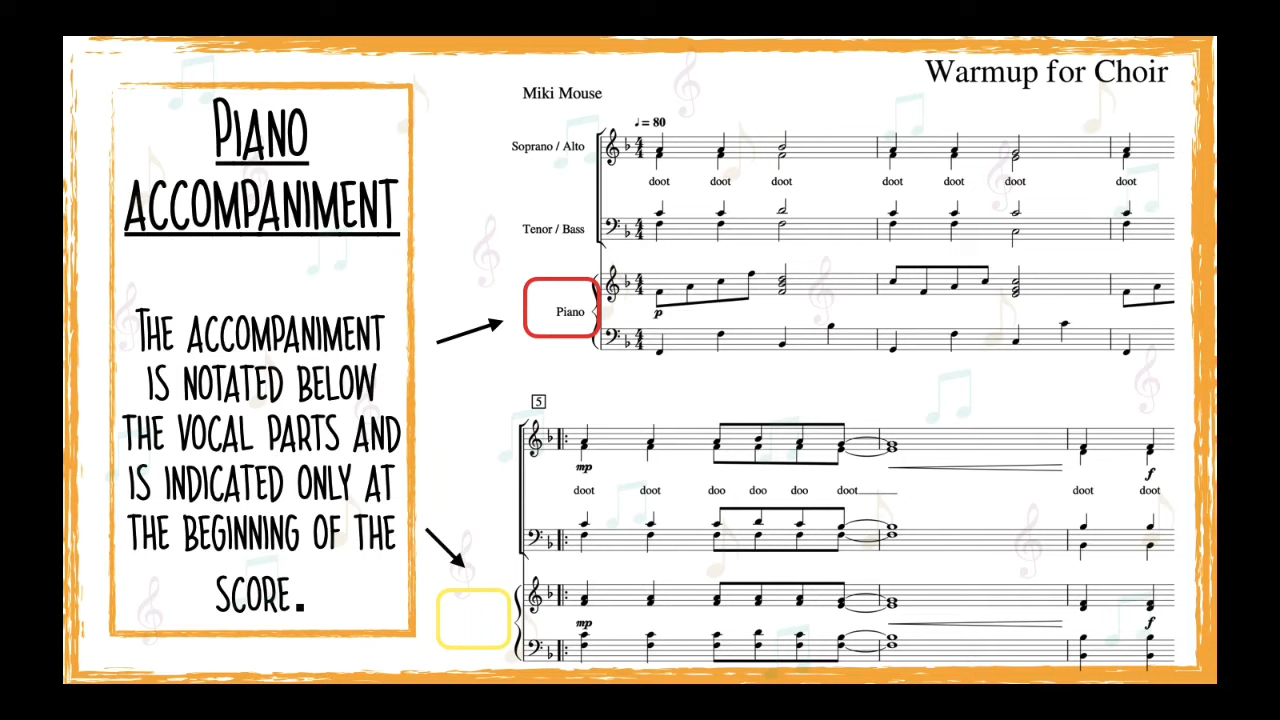 Piano
accompaniment
The accompaniment
is notated below
the vocal parts and
is indicated only at
the beginning of the
score.
Warmup for Choir
Miki Mouse
♩ = 80
Soprano / Alto
doot doot doot doot doot doot doot
Tenor / Bass
p
Piano
5
mp f
doot doot doo doo doo doot____ doot doot
mp f